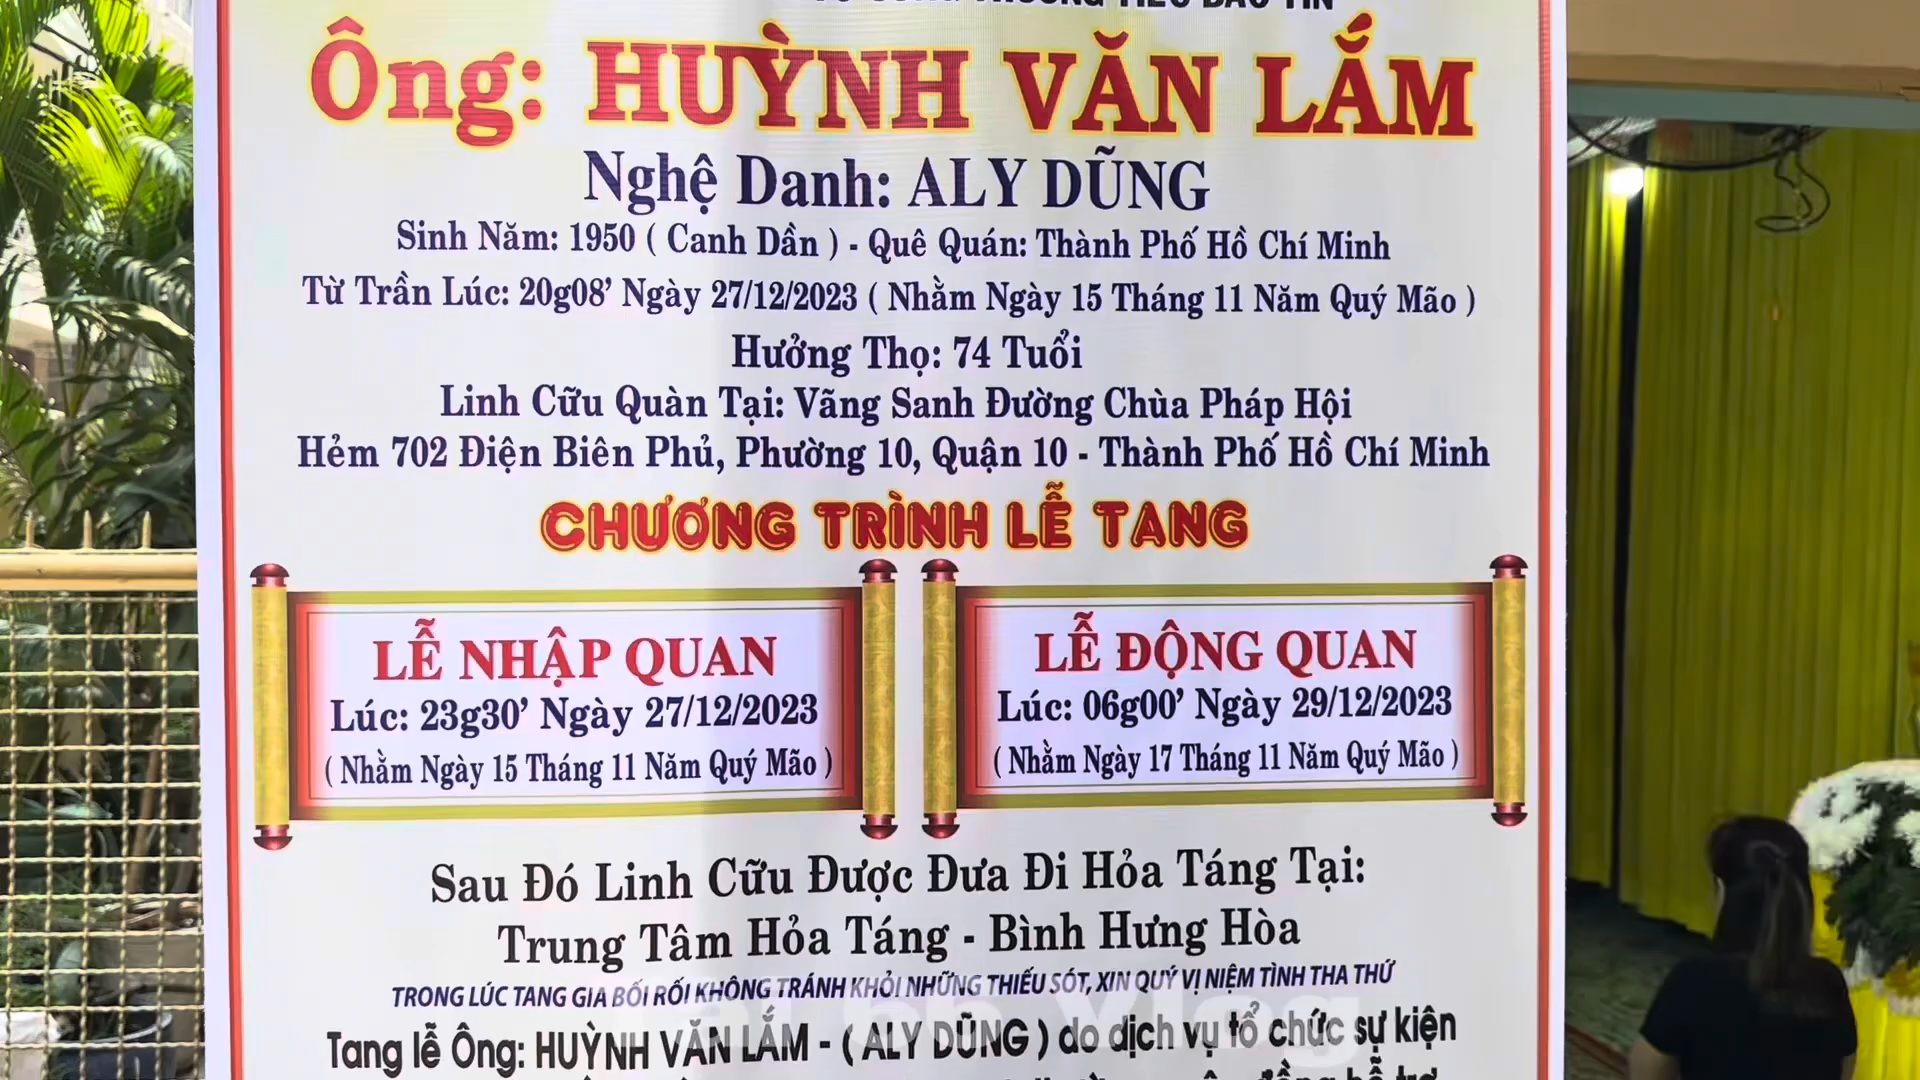 VÔ CÙNG THƯƠNG TIẾC BÁO TIN
Ông: HUỲNH VĂN LẮM
Nghệ Danh: ALY DŨNG
Sinh Năm: 1950 ( Canh Dần ) - Quê Quán: Thành Phố Hồ Chí Minh
Từ Trần Lúc: 20g08’ Ngày 27/12/2023 ( Nhằm Ngày 15 Tháng 11 Năm Quý Mão )
Hưởng Thọ: 74 Tuổi
Linh Cữu Quàn Tại: Vãng Sanh Đường Chùa Pháp Hội
Hẻm 702 Điện Biên Phủ, Phường 10, Quận 10 - Thành Phố Hồ Chí Minh
CHƯƠNG TRÌNH LỄ TANG
LỄ NHẬP QUAN
Lúc: 23g30’ Ngày 27/12/2023
( Nhằm Ngày 15 Tháng 11 Năm Quý Mão )
LỄ ĐỘNG QUAN
Lúc: 06g00’ Ngày 29/12/2023
( Nhằm Ngày 17 Tháng 11 Năm Quý Mão )
Sau Đó Linh Cữu Được Đưa Đi Hỏa Táng Tại:
Trung Tâm Hỏa Táng - Bình Hưng Hòa
TRONG LÚC TANG GIA BỐI RỐI KHÔNG TRÁNH KHỎI NHỮNG THIẾU SÓT, XIN QUÝ VỊ NIỆM TÌNH THA THỨ
Tang lễ Ông: HUỲNH VĂN LẮM - ( ALY DŨNG ) do dịch vụ tổ chức sự kiện